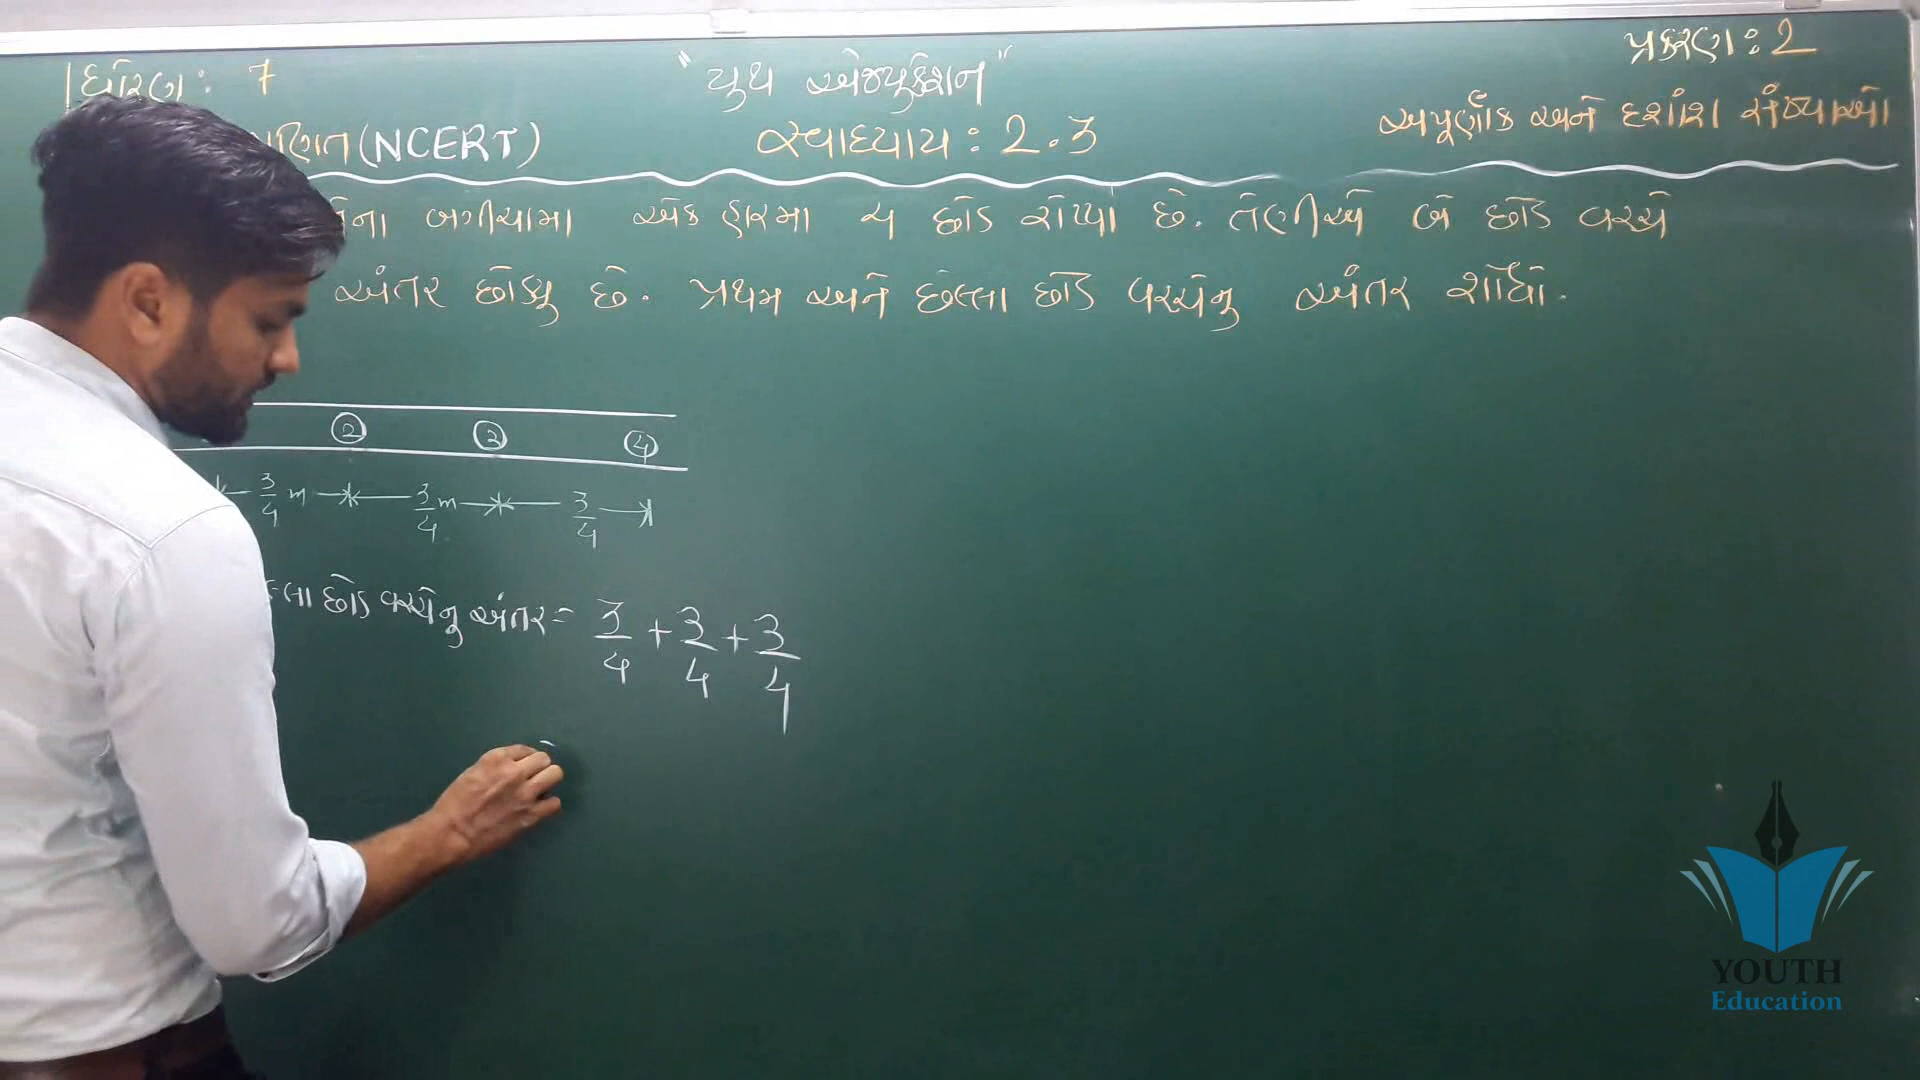 ધોરણ : 7
"યુથ એજ્યુકેશન"
પ્રકરણ : 2
(NCERT)
સ્વાધ્યાય : 2.3
અપૂર્ણાંક અને દશાંશ સંખ્યાઓ
બગીચામા એક હારમા ૪ છોડ રોપ્યા છે. તેણીએ બે છોડ વચ્ચે
અંતર છોડ્યુ છે. પ્રથમ અને છેલ્લા છોડ વચ્ચેનુ અંતર શોધો.
2 3 4
3/4 m 3/4 m 3/4
છોડ વચ્ચેનુ અંતર = 3/4 + 3/4 + 3/4
YOUTH
Education